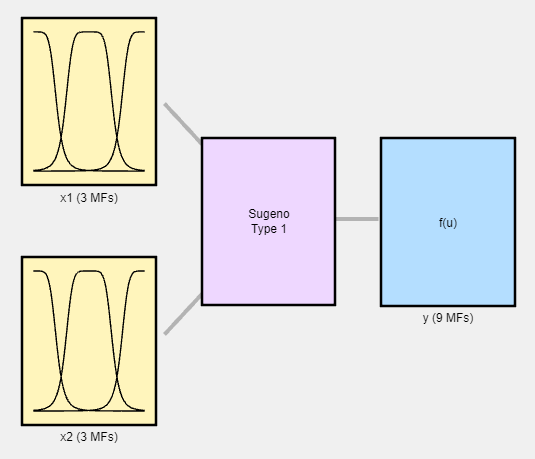 x1 (3 MFs)
Sugeno
Type 1
f(u)
y (9 MFs)
x2 (3 MFs)